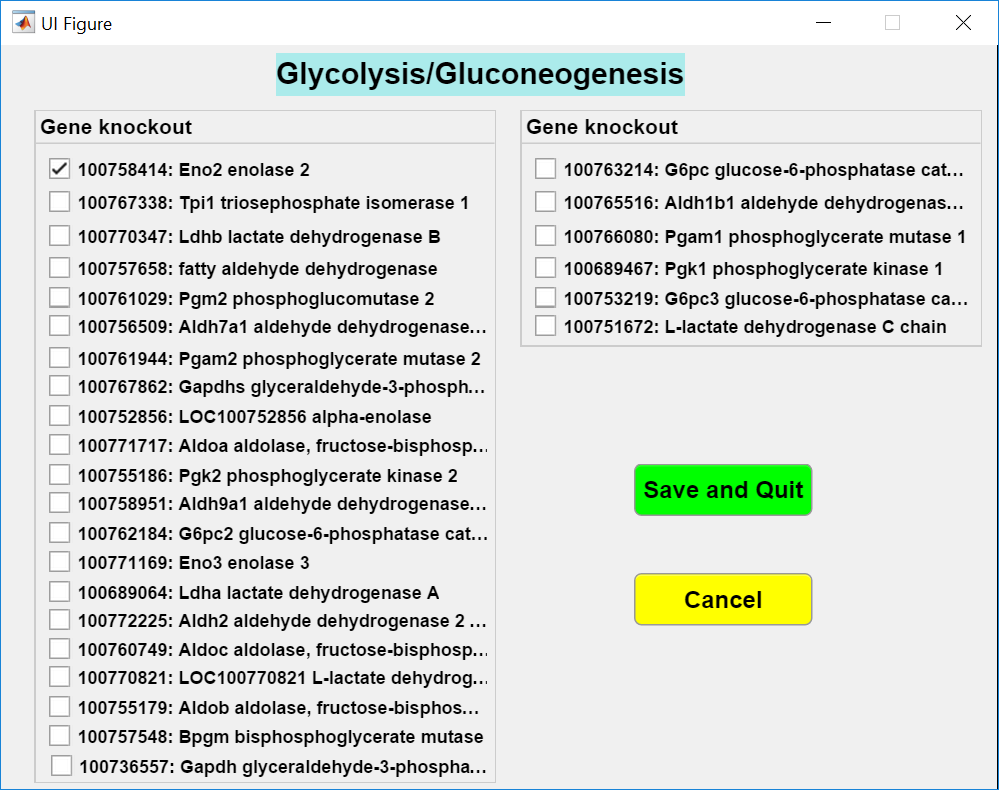 UI Figure
Glycolysis/Gluconeogenesis
Gene knockout
100758414: Eno2 enolase 2
100767338: Tpi1 triosephosphate isomerase 1
100770347: Ldhb lactate dehydrogenase B
100757658: fatty aldehyde dehydrogenase
100761029: Pgm2 phosphoglucomutase 2
100756509: Aldh7a1 aldehyde dehydrogenase...
100761944: Pgam2 phosphoglycerate mutase 2
100767862: Gapdhs glyceraldehyde-3-phosph...
100752856: LOC100752856 alpha-enolase
100771717: Aldoa aldolase, fructose-bisphosp...
100755186: Pgk2 phosphoglycerate kinase 2
100758951: Aldh9a1 aldehyde dehydrogenase...
100762184: G6pc2 glucose-6-phosphatase cat...
100771169: Eno3 enolase 3
100689064: Ldha lactate dehydrogenase A
100772225: Aldh2 aldehyde dehydrogenase 2 ...
100760749: Aldoc aldolase, fructose-bisphosp...
100770821: LOC100770821 L-lactate dehydrog...
100755179: Aldob aldolase, fructose-bisphos...
100757548: Bpgm bisphosphoglycerate mutase
100736557: Gapdh glyceraldehyde-3-phospha...
Gene knockout
100763214: G6pc glucose-6-phosphatase cat...
100765516: Aldh1b1 aldehyde dehydrogenas...
100766080: Pgam1 phosphoglycerate mutase 1
100689467: Pgk1 phosphoglycerate kinase 1
100753219: G6pc3 glucose-6-phosphatase ca...
100751672: L-lactate dehydrogenase C chain
Save and Quit
Cancel